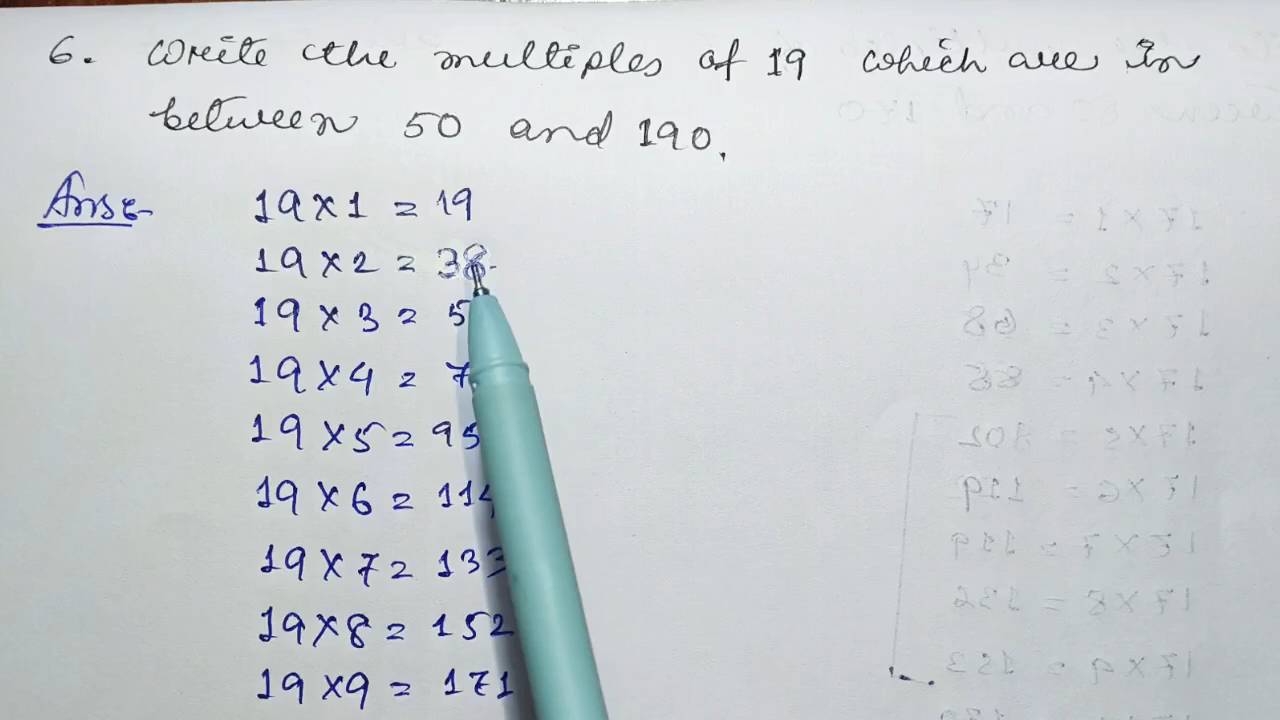 6. Write the multiples of 19 which are in
between 50 and 190.
Ans:- 19 x 1 = 19
19 x 2 = 38
19 x 3 = 5
19 x 4 = 7
19 x 5 = 95
19 x 6 = 114
19 x 7 = 133
19 x 8 = 152
19 x 9 = 171